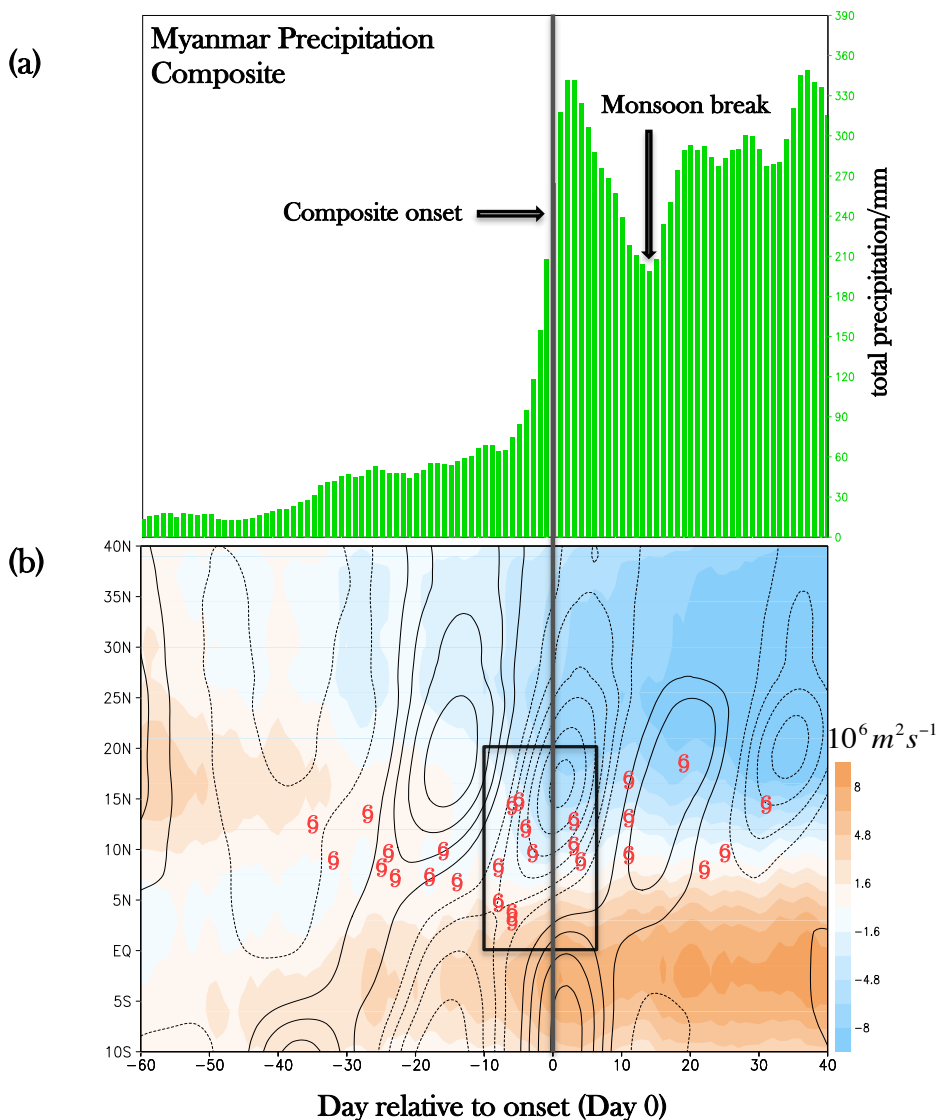 (a)
Myanmar Precipitation
Composite
Monsoon break
Composite onset
390
360
330
300
270
240
210
180
150
120
90
60
30
0
total precipitation/mm
(b)
40N
35N
30N
25N
20N
15N
10N
5N
EQ
5S
10S
10⁶ m² s⁻¹
8
4.8
1.6
−1.6
−4.8
−8
−60 −50 −40 −30 −20 −10 0 10 20 30 40
Day relative to onset (Day 0)